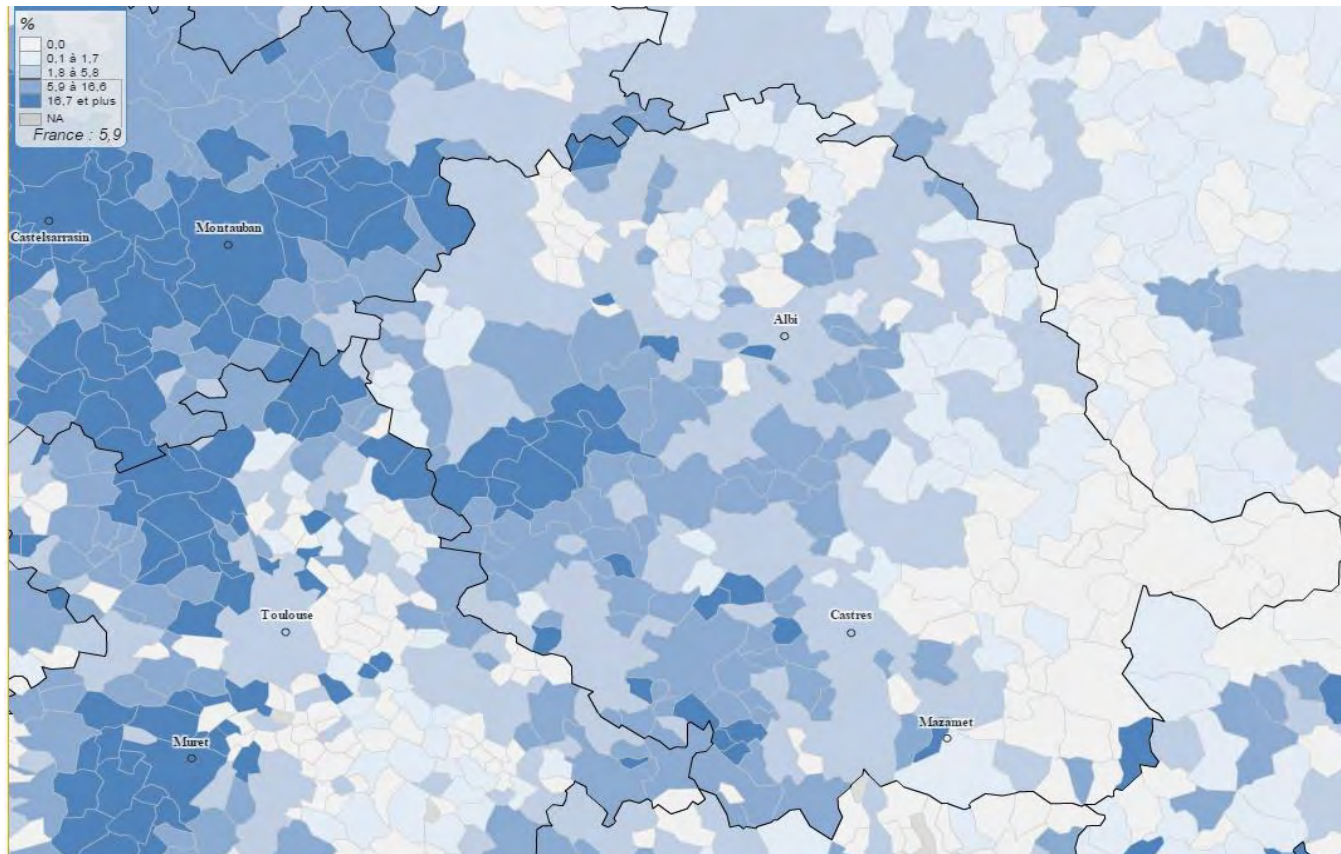 %
0,0
0,1 à 1,7
1,8 à 5,8
5,9 à 16,6
16,7 et plus
NA
France : 5,9
Castelsarrasin
Montauban
Albi
Toulouse
Castres
Muret
Mazamet